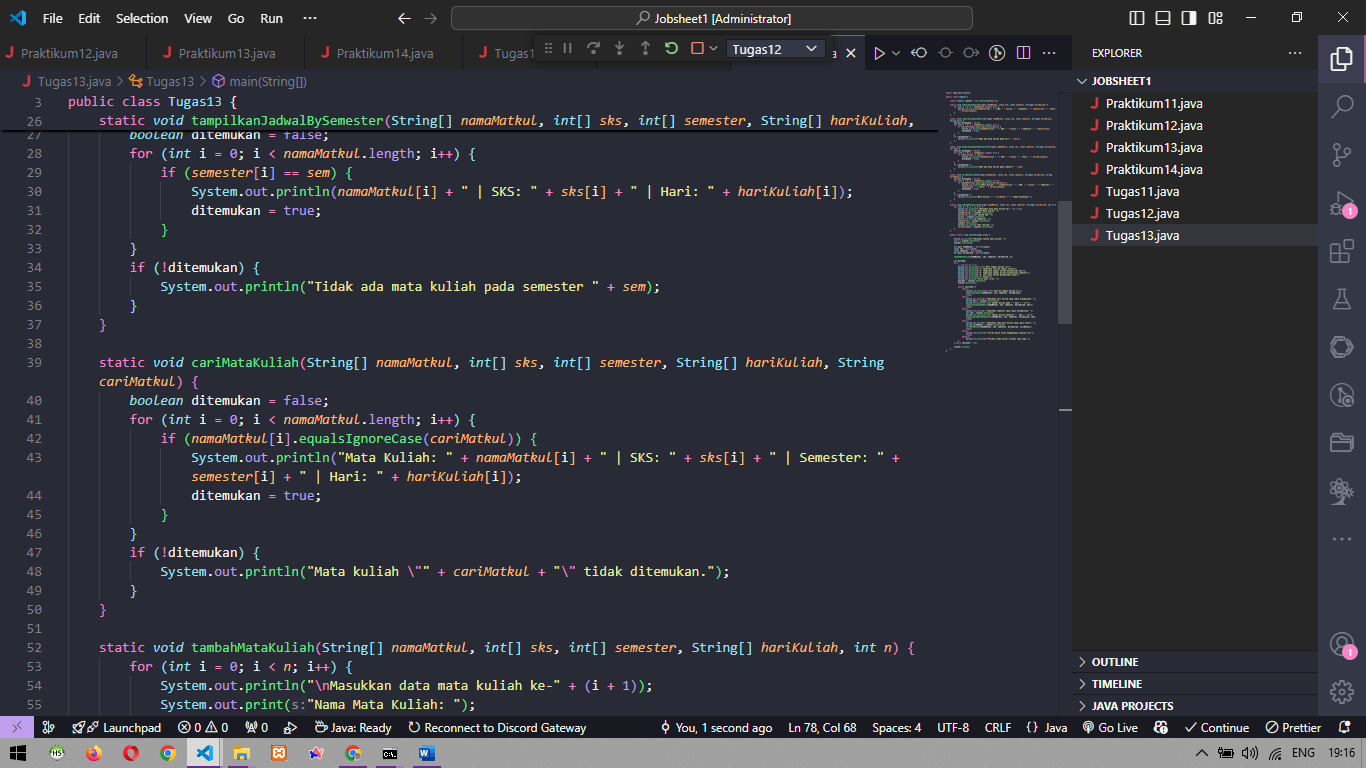 File Edit Selection View Go Run ··· Jobsheet1 [Administrator]
Praktikum12.java Praktikum13.java Praktikum14.java Tugas1 Tugas12 a
Tugas13.java > Tugas13 > main(String[])
3 public class Tugas13 {
26 static void tampilkanJadwalBySemester(String[] namaMatkul, int[] sks, int[] semester, String[] hariKuliah,
27 boolean ditemukan = false;
28 for (int i = 0; i < namaMatkul.length; i++) {
29 if (semester[i] == sem) {
30 System.out.println(namaMatkul[i] + " | SKS: " + sks[i] + " | Hari: " + hariKuliah[i]);
31 ditemukan = true;
32 }
33 }
34 if (!ditemukan) {
35 System.out.println("Tidak ada mata kuliah pada semester " + sem);
36 }
37 }
38
39 static void cariMataKuliah(String[] namaMatkul, int[] sks, int[] semester, String[] hariKuliah, String
cariMatkul) {
40 boolean ditemukan = false;
41 for (int i = 0; i < namaMatkul.length; i++) {
42 if (namaMatkul[i].equalsIgnoreCase(cariMatkul)) {
43 System.out.println("Mata Kuliah: " + namaMatkul[i] + " | SKS: " + sks[i] + " | Semester: " +
semester[i] + " | Hari: " + hariKuliah[i]);
44 ditemukan = true;
45 }
46 }
47 if (!ditemukan) {
48 System.out.println("Mata kuliah \"" + cariMatkul + "\" tidak ditemukan.");
49 }
50 }
51
52 static void tambahMataKuliah(String[] namaMatkul, int[] sks, int[] semester, String[] hariKuliah, int n) {
53 for (int i = 0; i < n; i++) {
54 System.out.println("\nMasukkan data mata kuliah ke-" + (i + 1));
55 System.out.print(s:"Nama Mata Kuliah: ");
EXPLORER ···
JOBSHEET1
Praktikum11.java
Praktikum12.java
Praktikum13.java
Praktikum14.java
Tugas11.java
Tugas12.java
Tugas13.java
OUTLINE
TIMELINE
JAVA PROJECTS
1
1
Launchpad 0 0 0 Java: Ready Reconnect to Discord Gateway You, 1 second ago Ln 78, Col 68 Spaces: 4 UTF-8 CRLF {} Java Go Live Continue Prettier
HS ENG 19:16